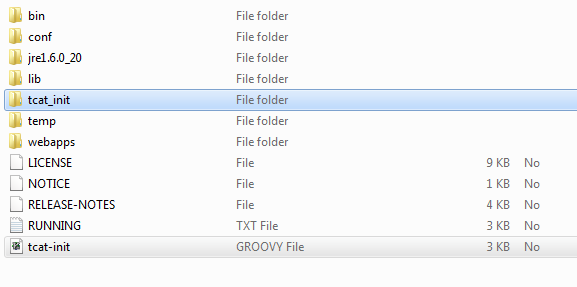 bin File folder
conf File folder
jre1.6.0_20 File folder
lib File folder
tcat_init File folder
temp File folder
webapps File folder
LICENSE File 9 KB No
NOTICE File 1 KB No
RELEASE-NOTES File 4 KB No
RUNNING TXT File 3 KB No
tcat-init GROOVY File 3 KB No